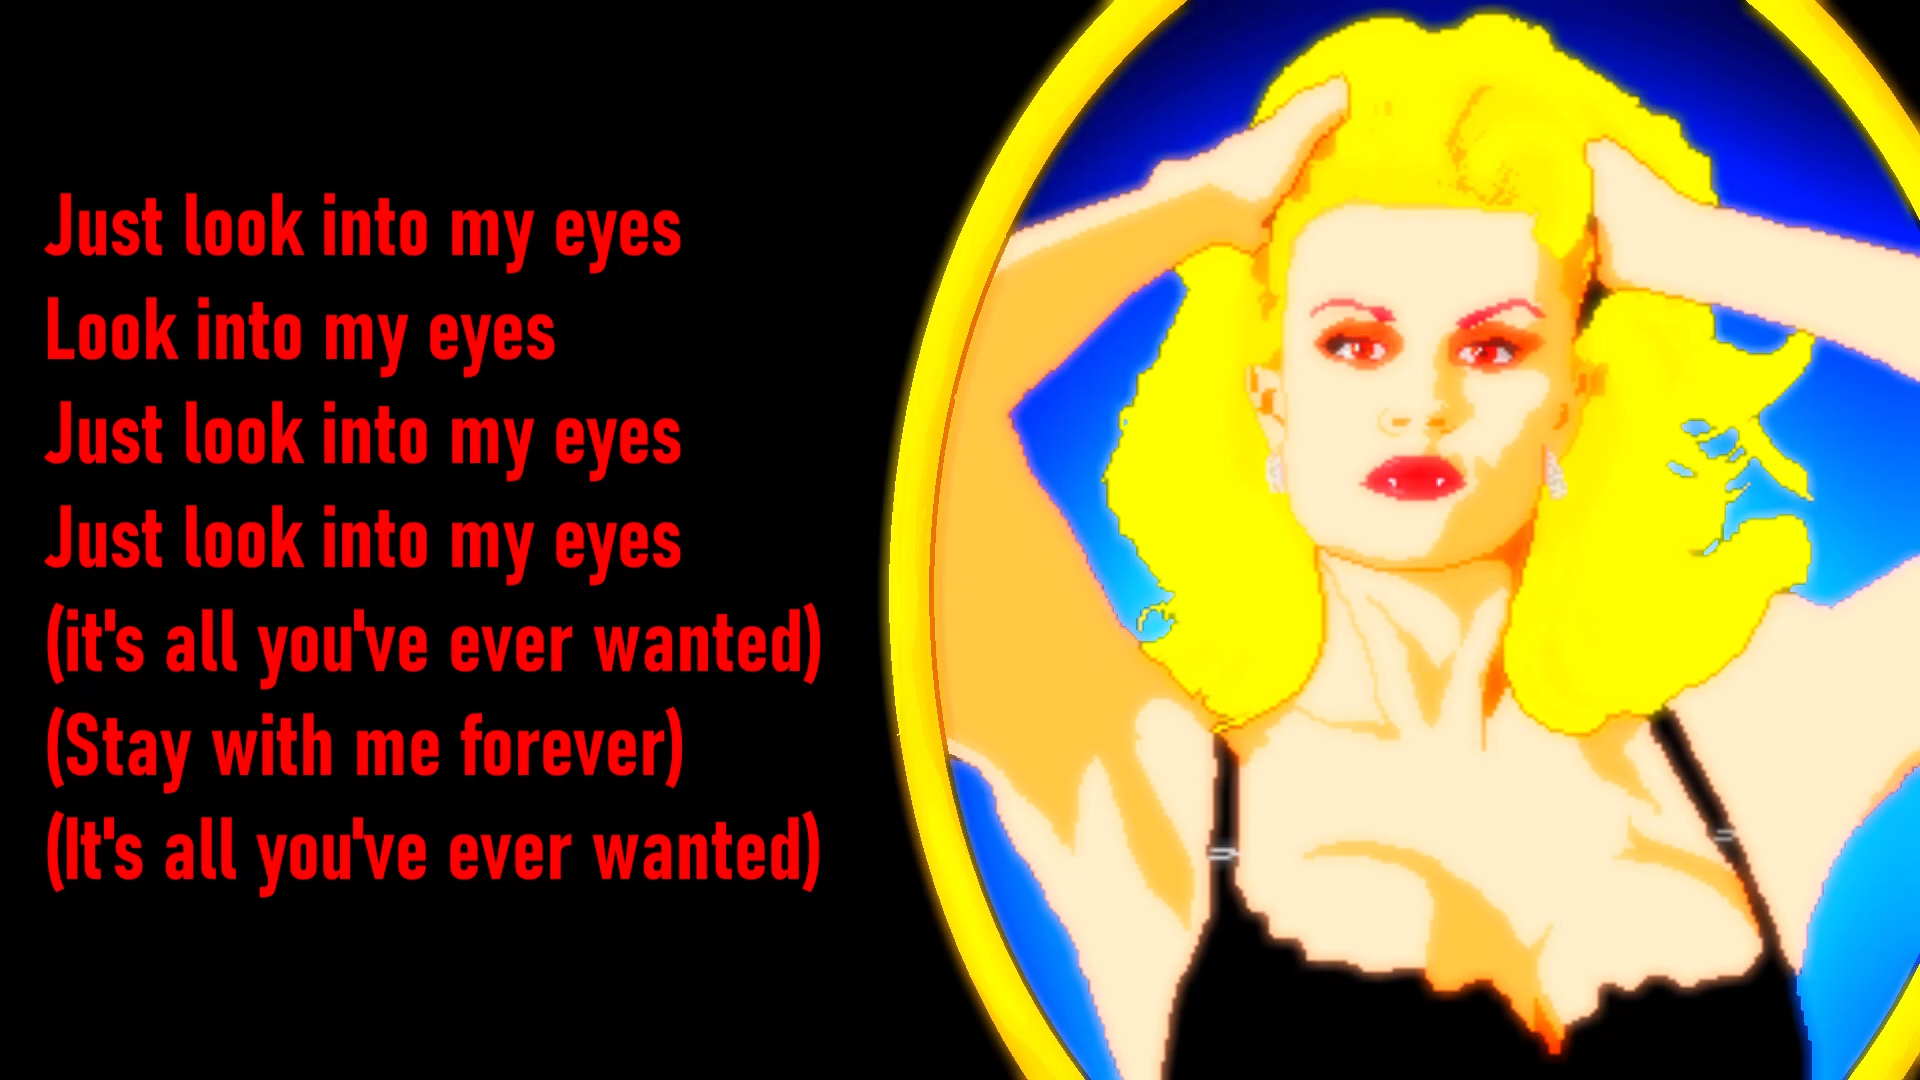 Just look into my eyes
Look into my eyes
Just look into my eyes
Just look into my eyes
(it's all you've ever wanted)
(Stay with me forever)
(It's all you've ever wanted)